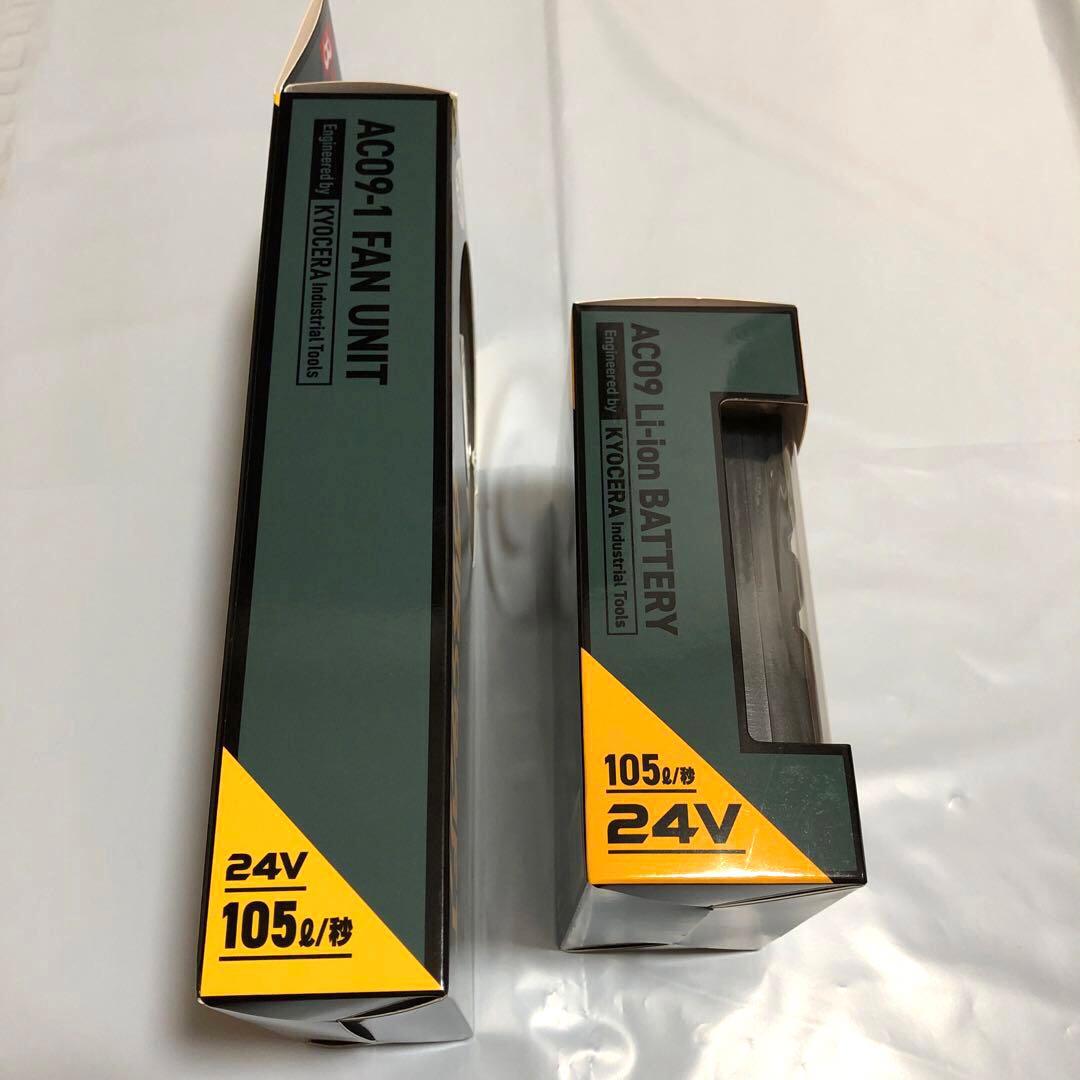 B
AC09-1 FAN UNIT
Engineered by KYOCERA Industrial Tools
24V
105ℓ/秒
AC09 Li-ion BATTERY
Engineered by KYOCERA Industrial Tools
105ℓ/秒
24V